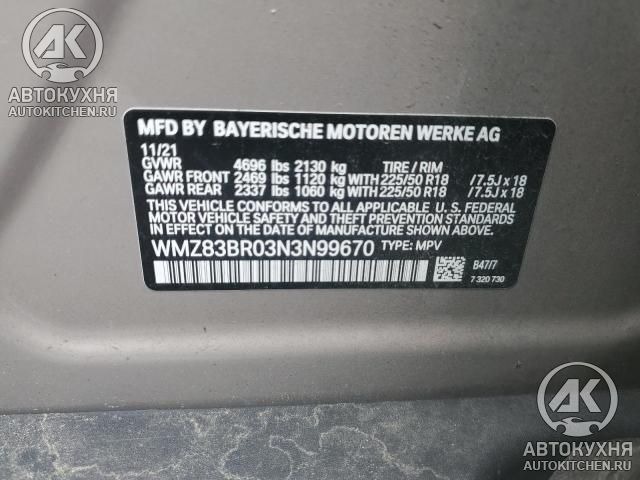 AK
АВТОКУХНЯ
AUTOKITCHEN.RU
MFD BY BAYERISCHE MOTOREN WERKE AG
11/21
GVWR 4696 lbs 2130 kg TIRE / RIM
GAWR FRONT 2469 lbs 1120 kg WITH 225/50 R18 /7.5J x 18
GAWR REAR 2337 lbs 1060 kg WITH 225/50 R18 /7.5J x 18
THIS VEHICLE CONFORMS TO ALL APPLICABLE U. S. FEDERAL
MOTOR VEHICLE SAFETY, BUMPER, AND THEFT PREVENTION
STANDARDS IN EFFECT ON THE DATE OF MANUFACTURE SHOWN ABOVE.
WMZ83BR03N3N99670 TYPE: MPV
B47/7
7 320 730
AK
АВТОКУХНЯ
AUTOKITCHEN.RU